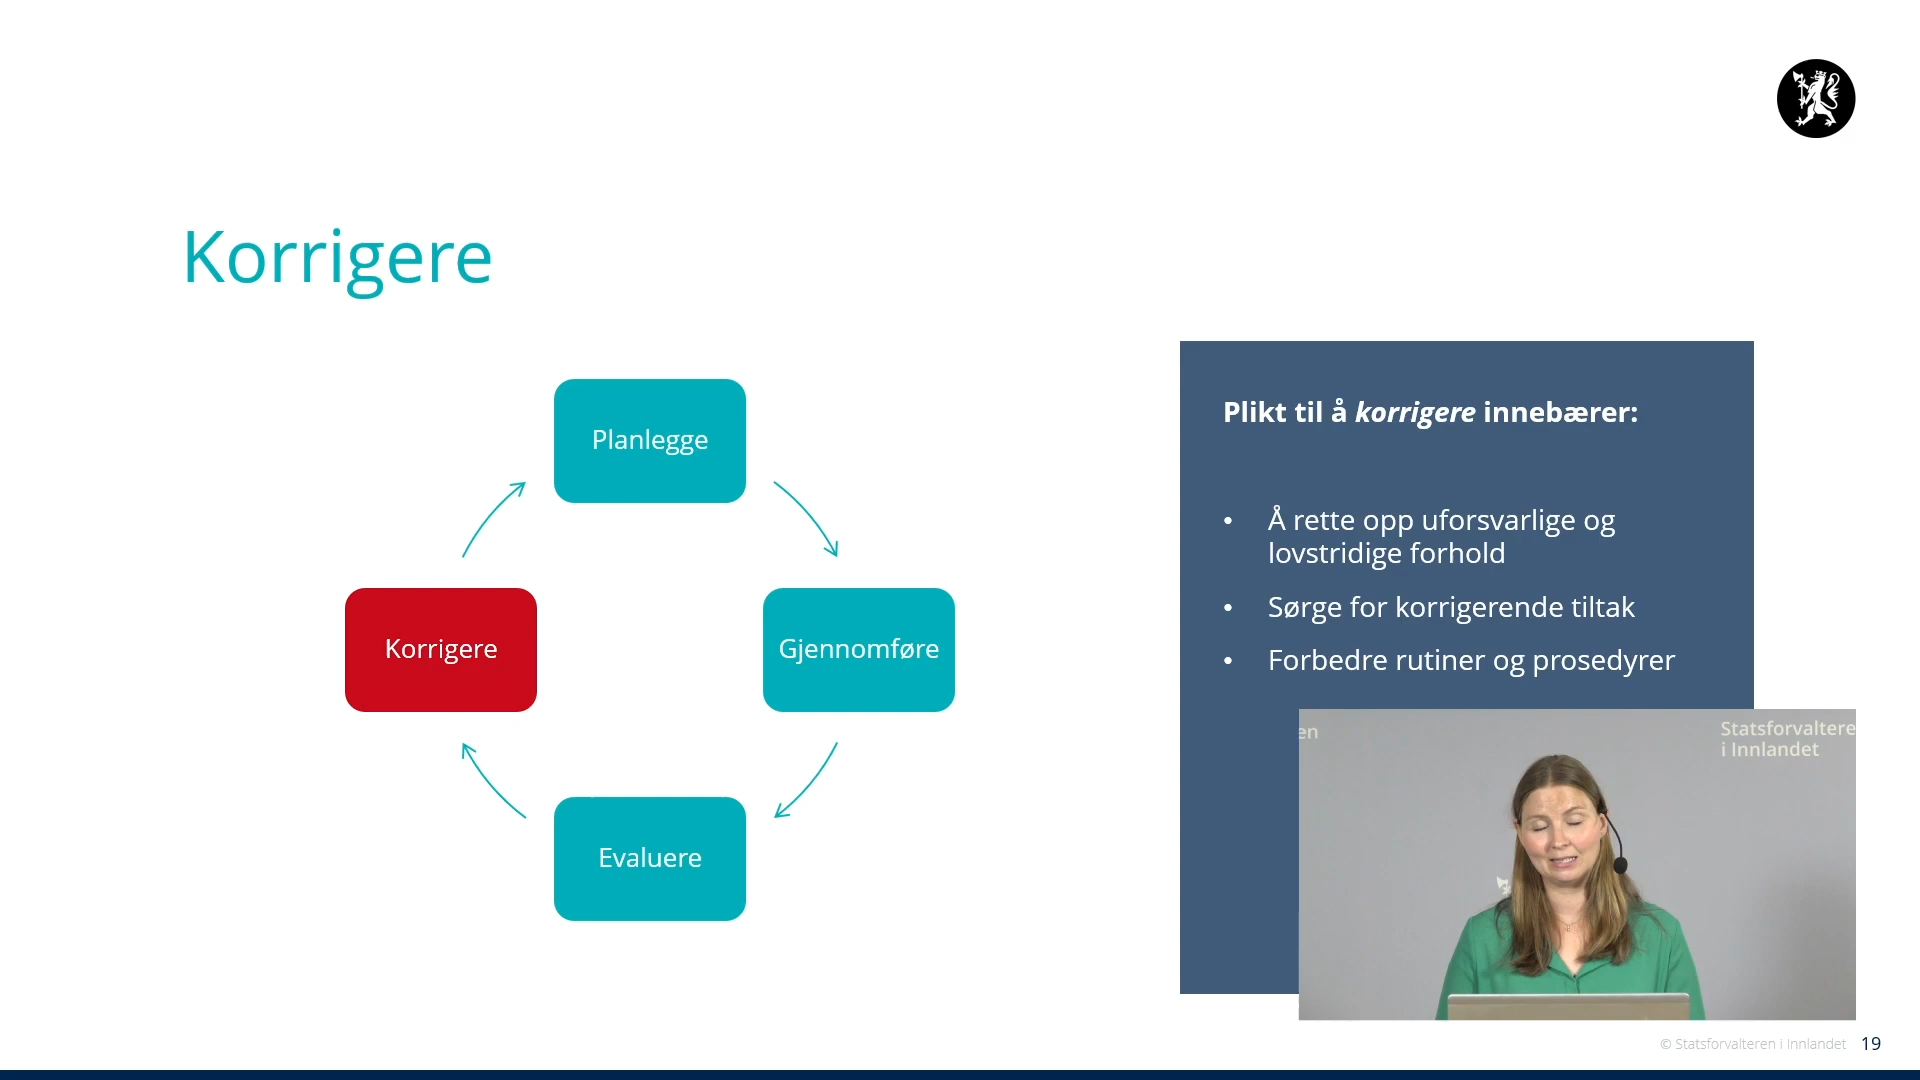 Korrigere
Planlegge
Korrigere
Gjennomføre
Evaluere
Plikt til å korrigere innebærer:
• Å rette opp uforsvarlige og
lovstridige forhold
• Sørge for korrigerende tiltak
• Forbedre rutiner og prosedyrer
en
Statsforvaltere
i Innlandet
© Statsforvalteren i Innlandet 19